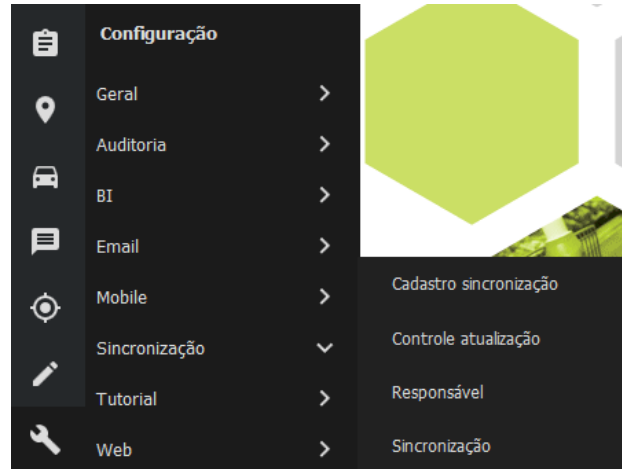 Configuração
Geral
Auditoria
BI
Email
Mobile
Sincronização
Tutorial
Web
Cadastro sincronização
Controle atualização
Responsável
Sincronização